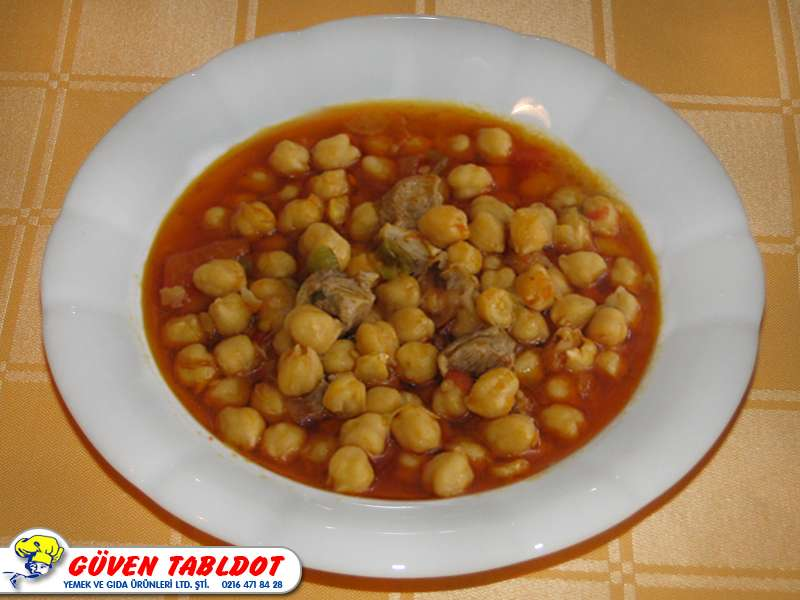 GÜVEN TABLDOT
YEMEK VE GIDA ÜRÜNLERİ LTD. ŞTİ. 0216 471 84 28